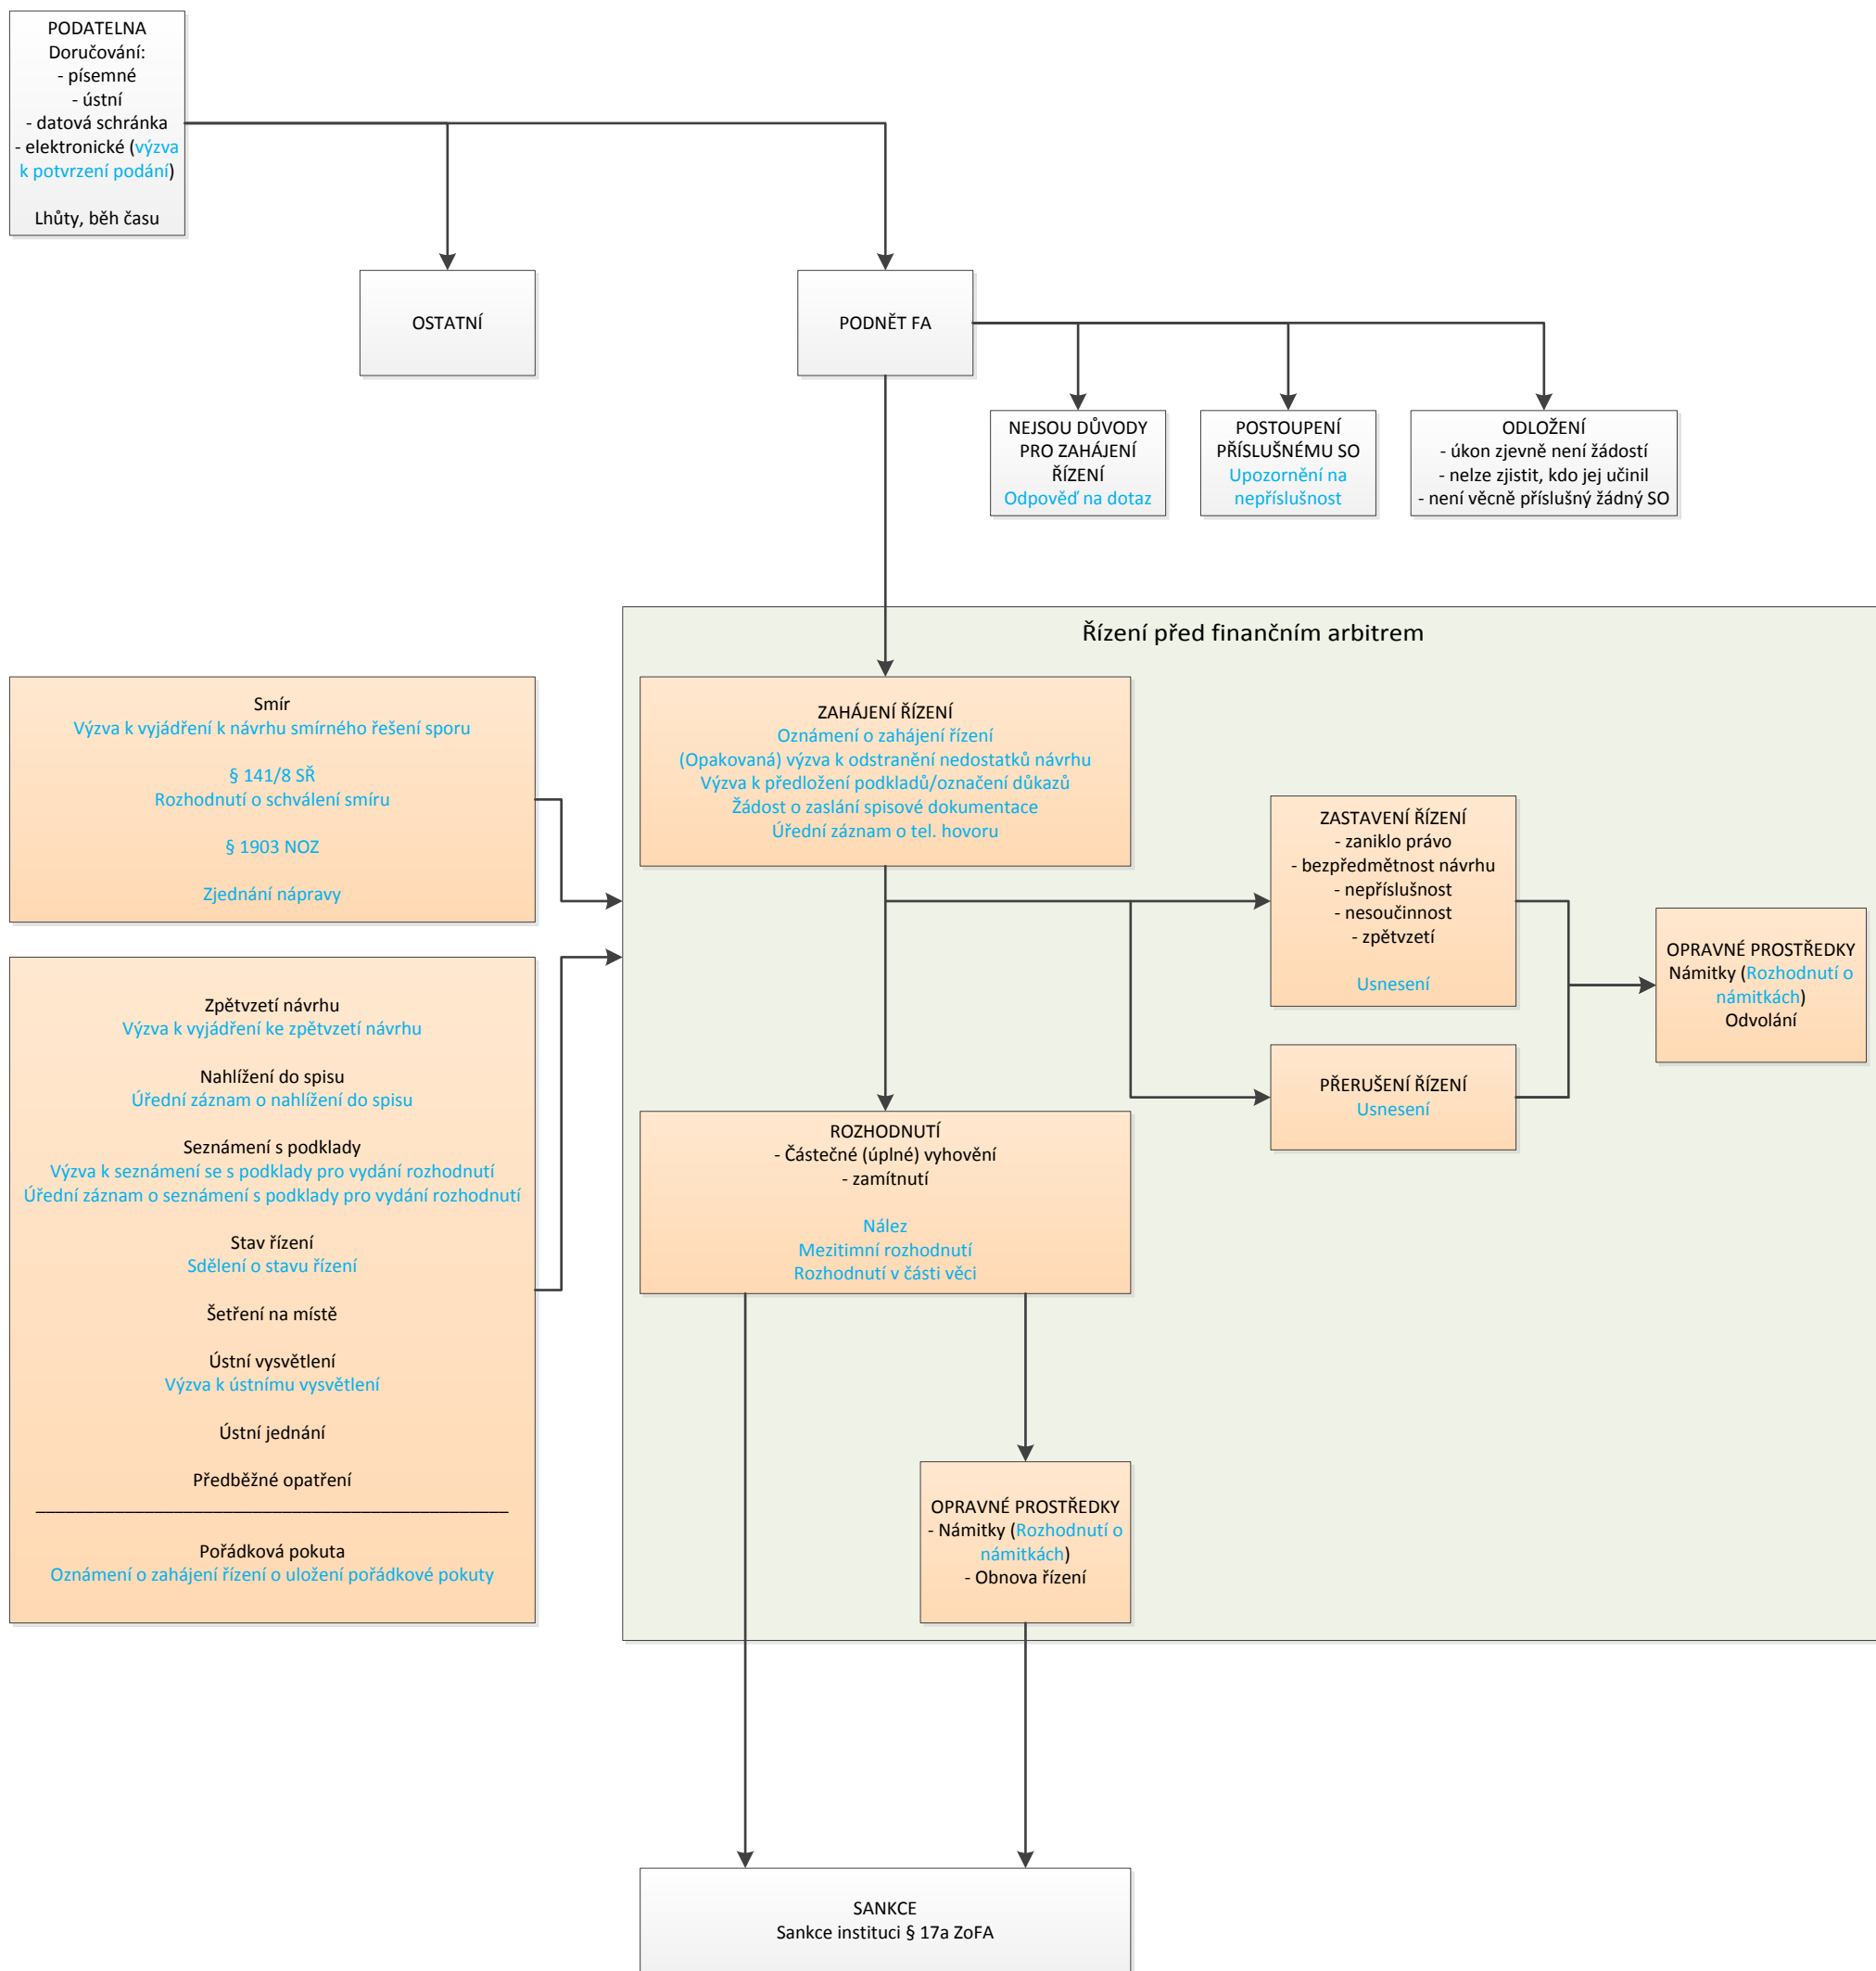 PODATELNA
Doručování:
- písemné
- ústní
- datová schránka
- elektronické (výzva
k potvrzení podání)
Lhůty, běh času
OSTATNÍ
PODNĚT FA
NEJSOU DŮVODY
PRO ZAHÁJENÍ
ŘÍZENÍ
Odpověď na dotaz
POSTOUPENÍ
PŘÍSLUŠNÉMU SO
Upozornění na
nepříslušnost
ODLOŽENÍ
- úkon zjevně není žádostí
- nelze zjistit, kdo jej učinil
- není věcně příslušný žádný SO
Řízení před finančním arbitrem
Smír
Výzva k vyjádření k návrhu smírného řešení sporu
§ 141/8 SŘ
Rozhodnutí o schválení smíru
§ 1903 NOZ
Zjednání nápravy
ZAHÁJENÍ ŘÍZENÍ
Oznámení o zahájení řízení
(Opakovaná) výzva k odstranění nedostatků návrhu
Výzva k předložení podkladů/označení důkazů
Žádost o zaslání spisové dokumentace
Úřední záznam o tel. hovoru
ZASTAVENÍ ŘÍZENÍ
- zaniklo právo
- bezpředmětnost návrhu
- nepříslušnost
- nesoučinnost
- zpětvzetí
Usnesení
OPRAVNÉ PROSTŘEDKY
Námitky (Rozhodnutí o
námitkách)
Odvolání
PŘERUŠENÍ ŘÍZENÍ
Usnesení
Zpětvzetí návrhu
Výzva k vyjádření ke zpětvzetí návrhu
Nahlížení do spisu
Úřední záznam o nahlížení do spisu
Seznámení s podklady
Výzva k seznámení se s podklady pro vydání rozhodnutí
Úřední záznam o seznámení s podklady pro vydání rozhodnutí
Stav řízení
Sdělení o stavu řízení
Šetření na místě
Ústní vysvětlení
Výzva k ústnímu vysvětlení
Ústní jednání
Předběžné opatření
Pořádková pokuta
Oznámení o zahájení řízení o uložení pořádkové pokuty
ROZHODNUTÍ
- Částečné (úplné) vyhovění
- zamítnutí
Nález
Mezitimní rozhodnutí
Rozhodnutí v části věci
OPRAVNÉ PROSTŘEDKY
- Námitky (Rozhodnutí o
námitkách)
- Obnova řízení
SANKCE
Sankce instituci § 17a ZoFA